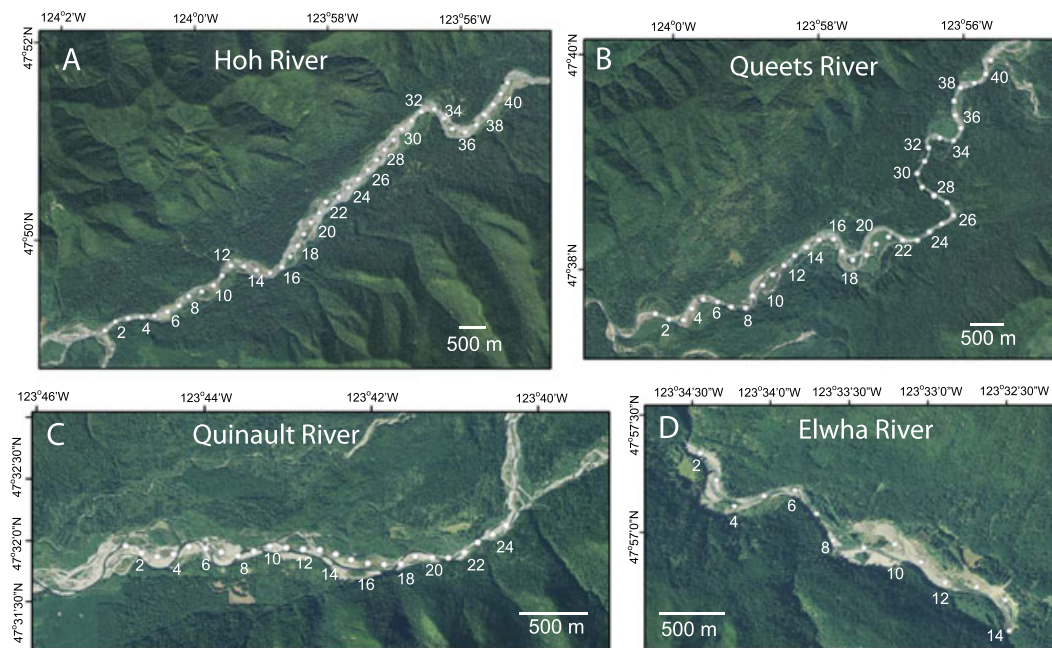 124°2'W 124°0'W 123°58'W 123°56'W
47°52'N
A Hoh River
32 34 40
30 38
28 36
26
24
22
47°50'N
20
18
12 14 16
10
8
6
2 4
500 m
124°0'W 123°58'W 123°56'W
47°40'N
B Queets River
38 40
36
32 34
30
28
26
16 20 24
14 22
47°38'N
12 18
10
4 6 8
2
500 m
123°46'W 123°44'W 123°42'W 123°40'W
C Quinault River
47°32'30"N
47°32'0"N
24
2 4 6 8 10 12 14 16 18 20 22
47°31'30"N
500 m
123°34'30"W 123°34'0"W 123°33'30"W 123°33'0"W 123°32'30"W
47°57'30"N
D Elwha River
2
6
4
47°57'0"N
8
10
12
14
500 m